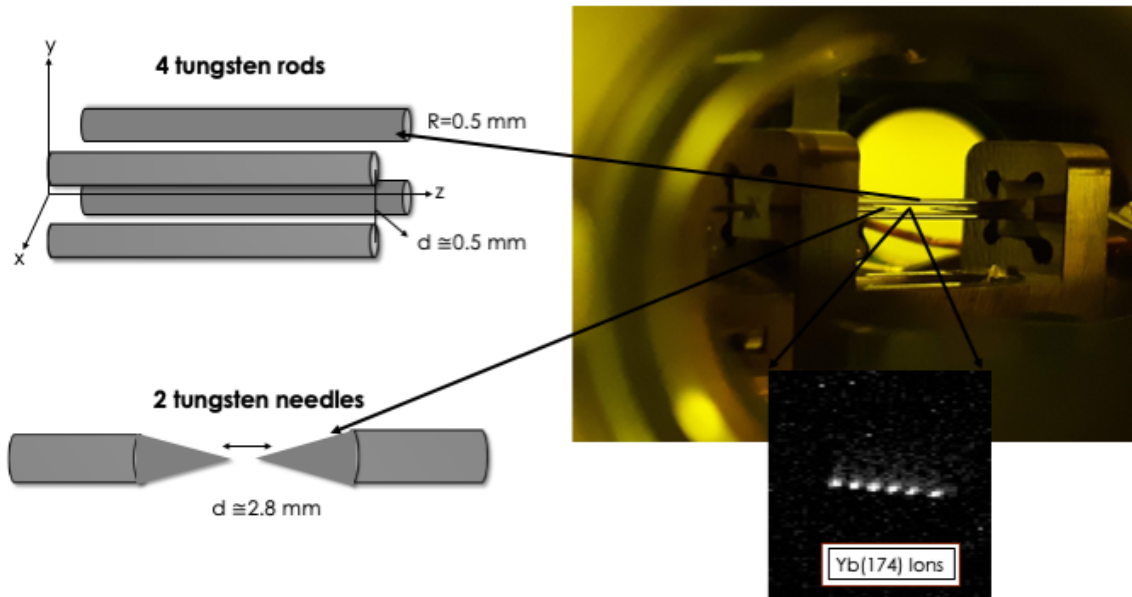 y
4 tungsten rods
R=0.5 mm
z
d ≅0.5 mm
x
2 tungsten needles
d ≅2.8 mm
Yb(174) Ions